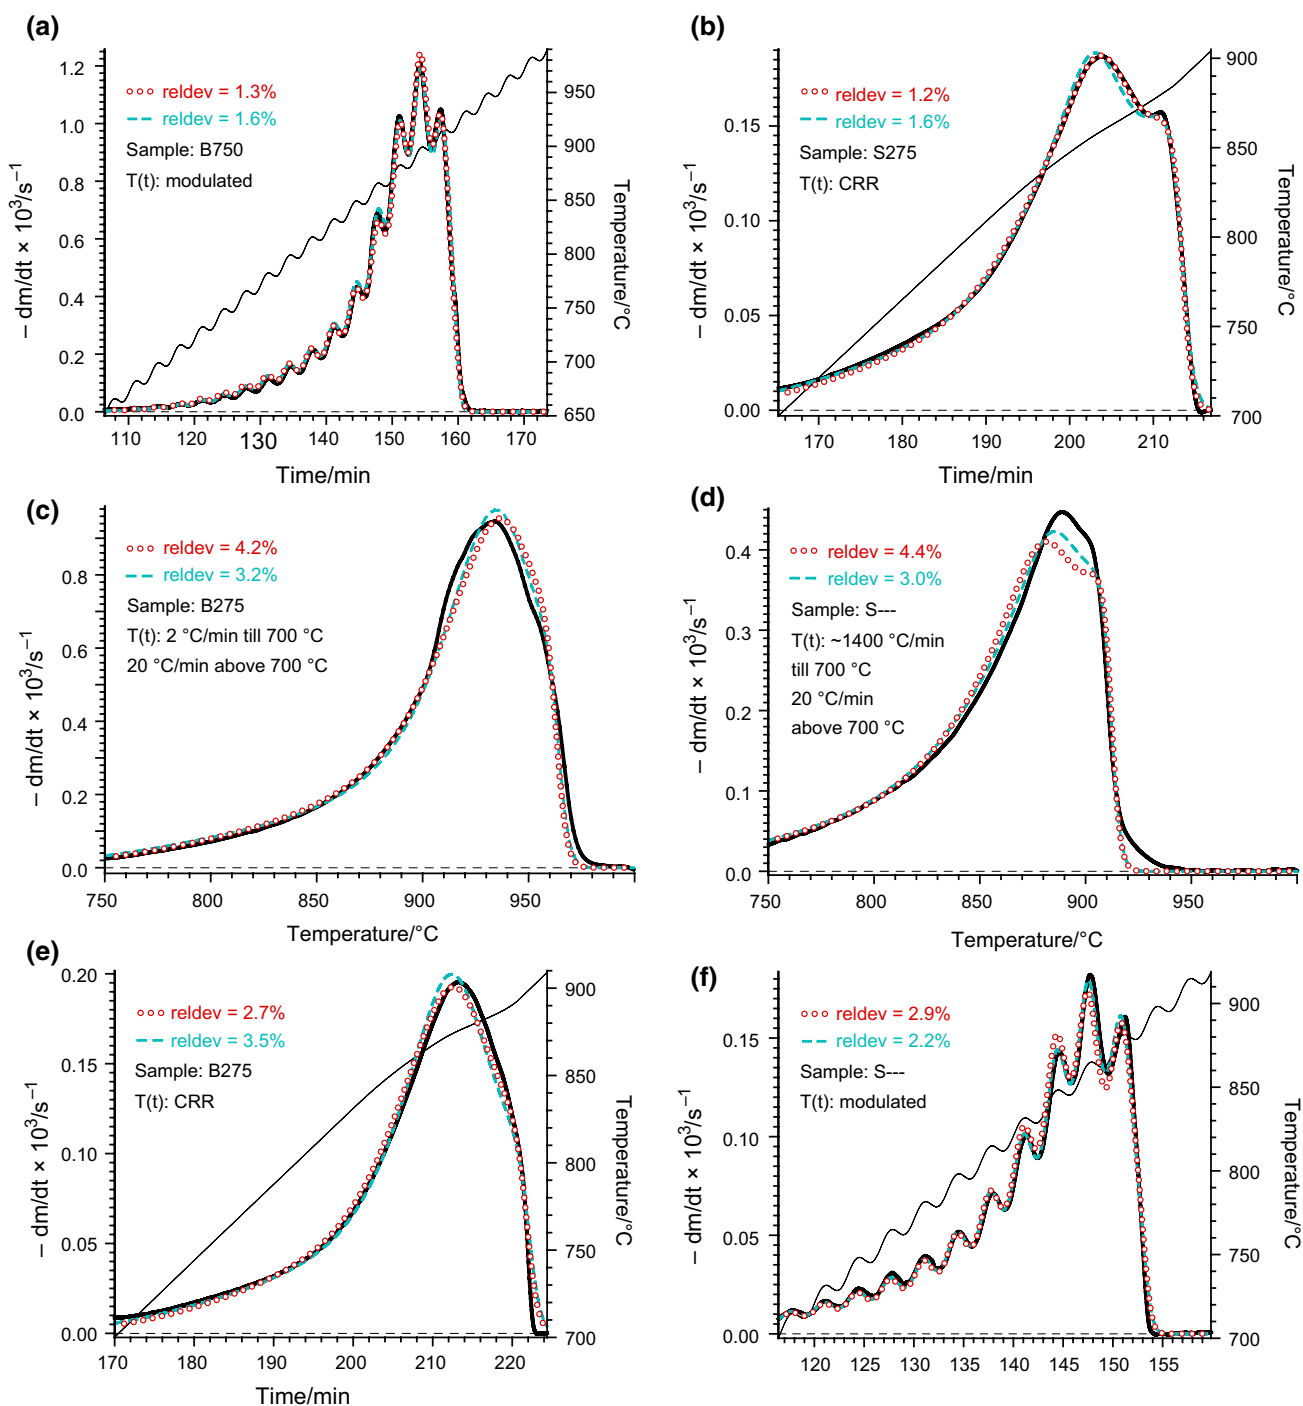 (a)
1.2
1.0
0.8
0.6
0.4
0.2
0.0
– dm/dt × 10³/s⁻¹
reldev = 1.3%
reldev = 1.6%
Sample: B750
T(t): modulated
950
900
850
800
750
700
650
Temperature/°C
110 120 130 140 150 160 170
Time/min
(b)
0.15
0.10
0.05
0.00
– dm/dt × 10³/s⁻¹
reldev = 1.2%
reldev = 1.6%
Sample: S275
T(t): CRR
900
850
800
750
700
Temperature/°C
170 180 190 200 210
Time/min
(c)
0.8
0.6
0.4
0.2
0.0
– dm/dt × 10³/s⁻¹
reldev = 4.2%
reldev = 3.2%
Sample: B275
T(t): 2 °C/min till 700 °C
20 °C/min above 700 °C
750 800 850 900 950
Temperature/°C
(d)
0.4
0.3
0.2
0.1
0.0
– dm/dt × 10³/s⁻¹
reldev = 4.4%
reldev = 3.0%
Sample: S---
T(t): ~1400 °C/min
till 700 °C
20 °C/min
above 700 °C
750 800 850 900 950
Temperature/°C
(e)
0.20
0.15
0.10
0.05
0.00
– dm/dt × 10³/s⁻¹
reldev = 2.7%
reldev = 3.5%
Sample: B275
T(t): CRR
900
850
800
750
700
Temperature/°C
170 180 190 200 210 220
Time/min
(f)
0.15
0.10
0.05
0.00
– dm/dt × 10³/s⁻¹
reldev = 2.9%
reldev = 2.2%
Sample: S---
T(t): modulated
900
850
800
750
700
Temperature/°C
120 125 130 135 140 145 150 155